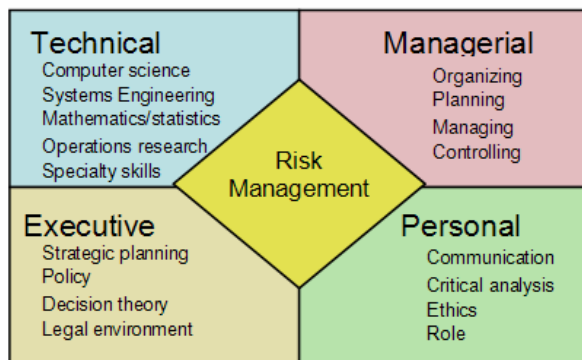 Technical
Computer science
Systems Engineering
Mathematics/statistics
Operations research
Specialty skills
Managerial
Organizing
Planning
Managing
Controlling
Risk
Management
Executive
Strategic planning
Policy
Decision theory
Legal environment
Personal
Communication
Critical analysis
Ethics
Role